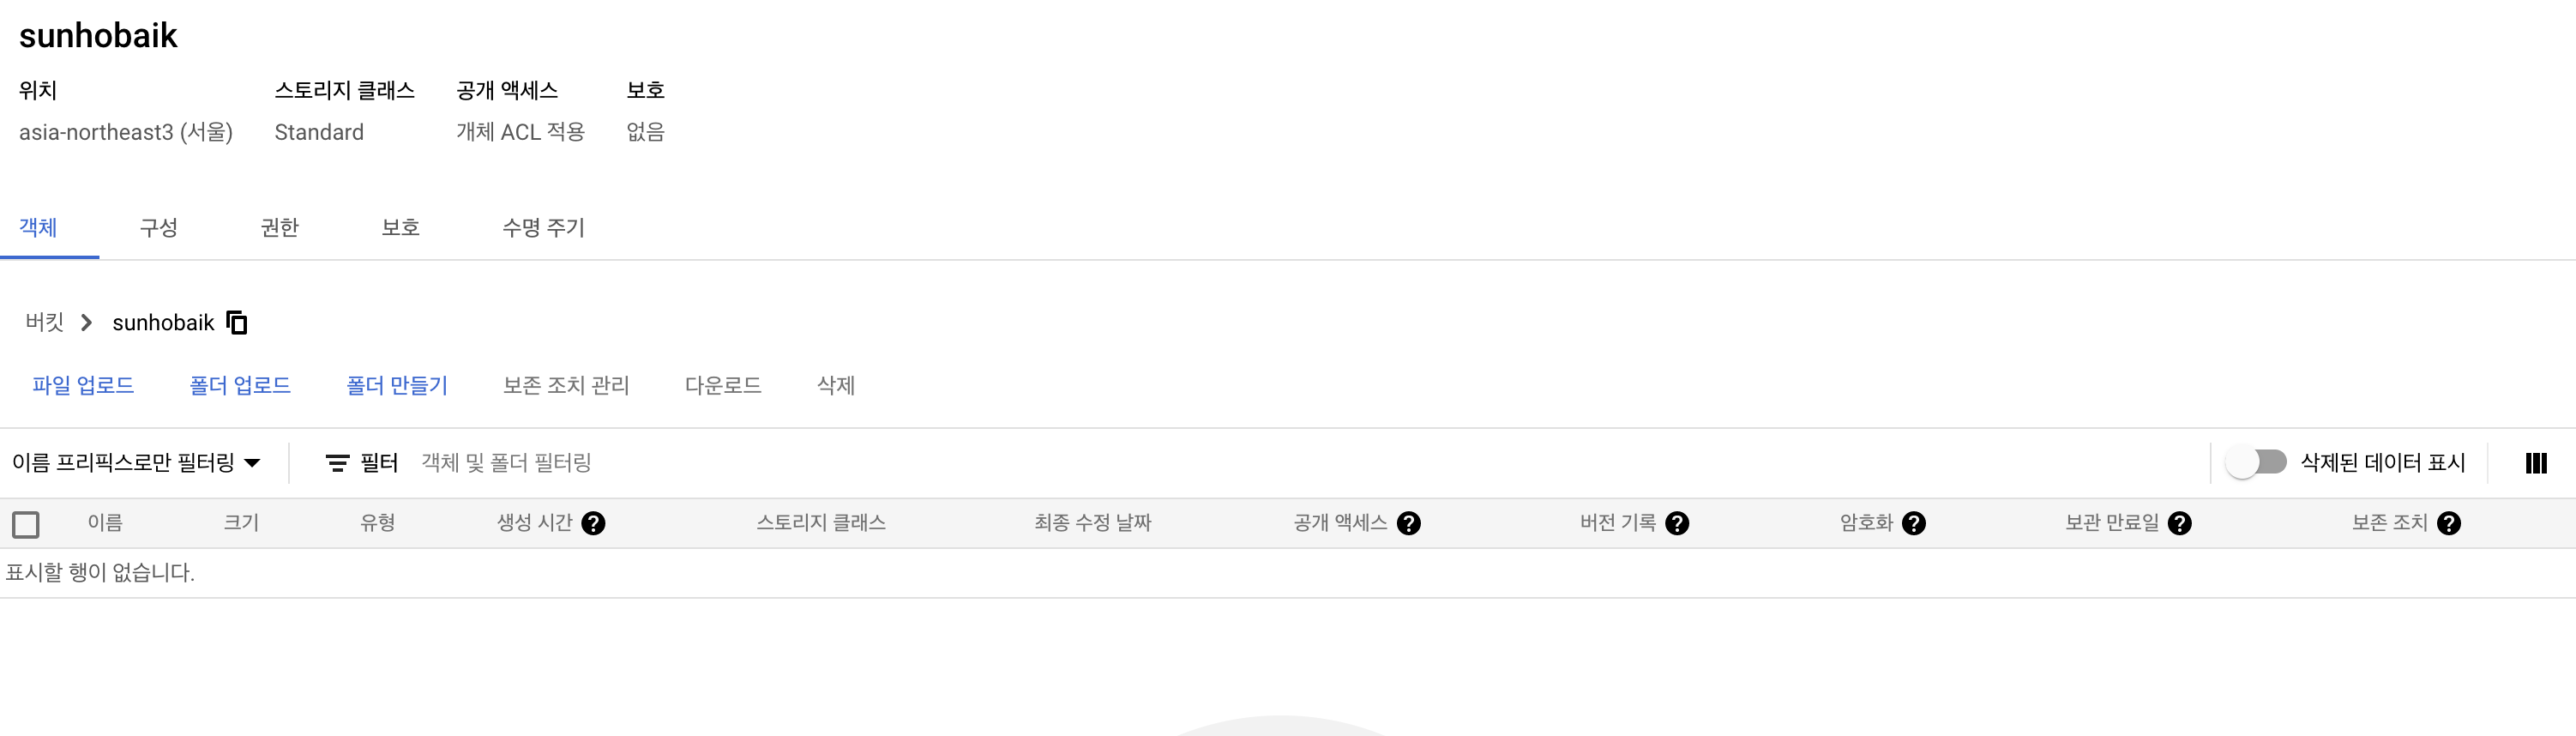 sunhobaik
위치 스토리지 클래스 공개 액세스 보호
asia-northeast3 (서울) Standard 개체 ACL 적용 없음
객체 구성 권한 보호 수명 주기
버킷 sunhobaik
파일 업로드 폴더 업로드 폴더 만들기 보존 조치 관리 다운로드 삭제
이름 프리픽스로만 필터링 필터 객체 및 폴더 필터링 삭제된 데이터 표시
이름 크기 유형 생성 시간 ? 스토리지 클래스 최종 수정 날짜 공개 액세스 ? 버전 기록 ? 암호화 ? 보관 만료일 ? 보존 조치 ?
표시할 행이 없습니다.